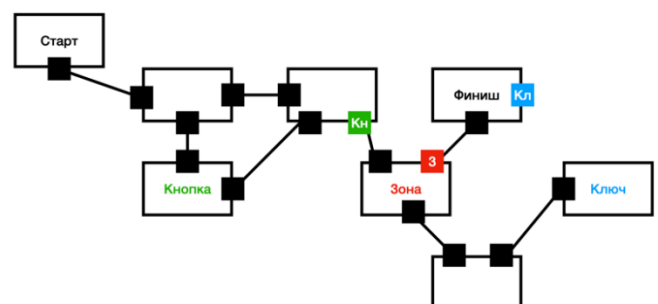 Старт
Финиш
Кл
Кн
З
Кнопка
Зона
Ключ